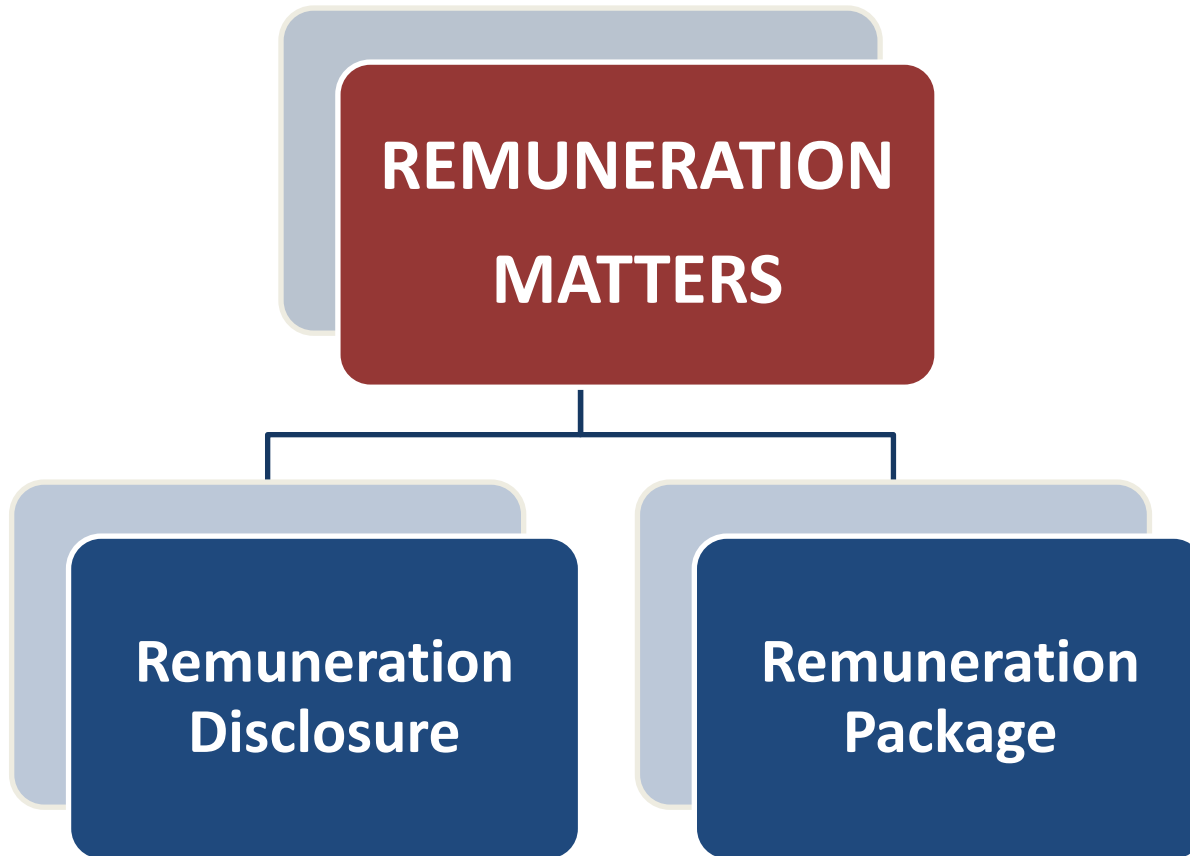 REMUNERATION
MATTERS
Remuneration
Disclosure
Remuneration
Package